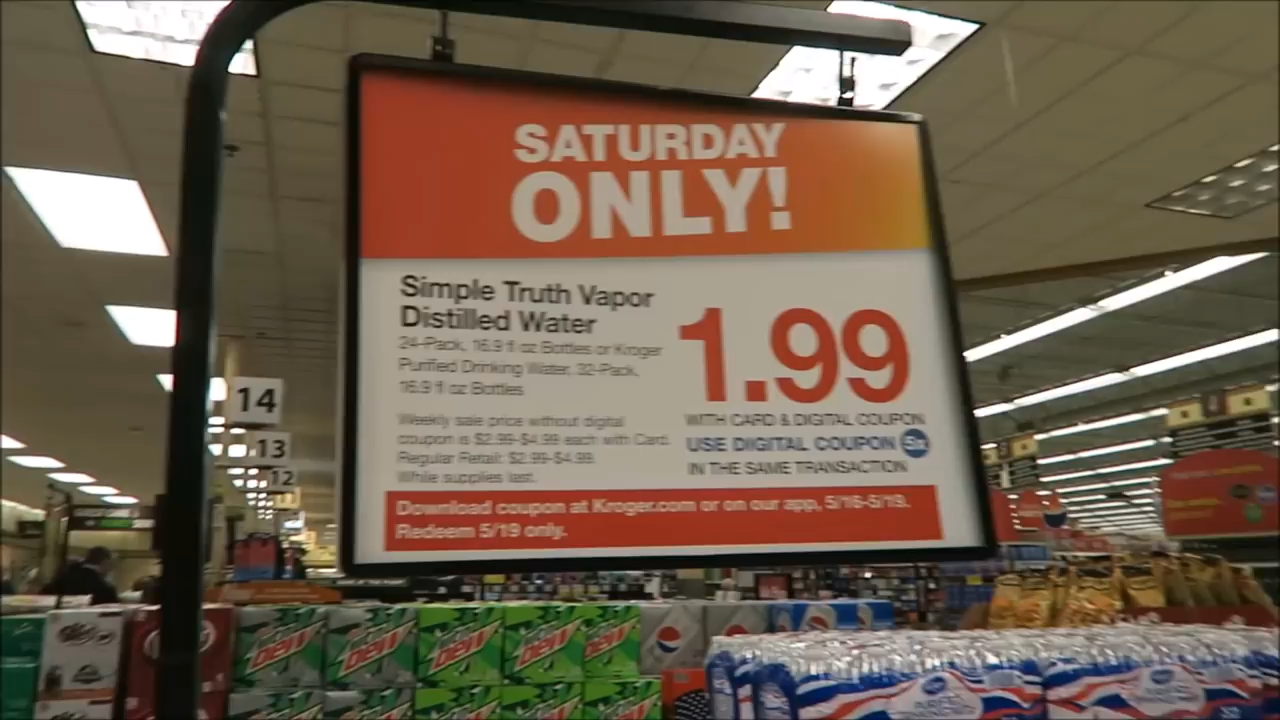 SATURDAY
ONLY!
Simple Truth Vapor
Distilled Water
24-Pack, 16.9 fl oz Bottles or Kroger
Purified Drinking Water, 32-Pack,
16.9 fl oz Bottles
Weekly sale price without digital
coupon is $2.99-$4.99 each with Card.
Regular Retail: $2.99-$4.99.
While supplies last.
1.99
WITH CARD & DIGITAL COUPON
USE DIGITAL COUPON 5x
IN THE SAME TRANSACTION
Download coupon at Kroger.com or on our app, 5/16-5/19.
Redeem 5/19 only.
14
13
12
DEW
DEW
DEW
DEW
DEW